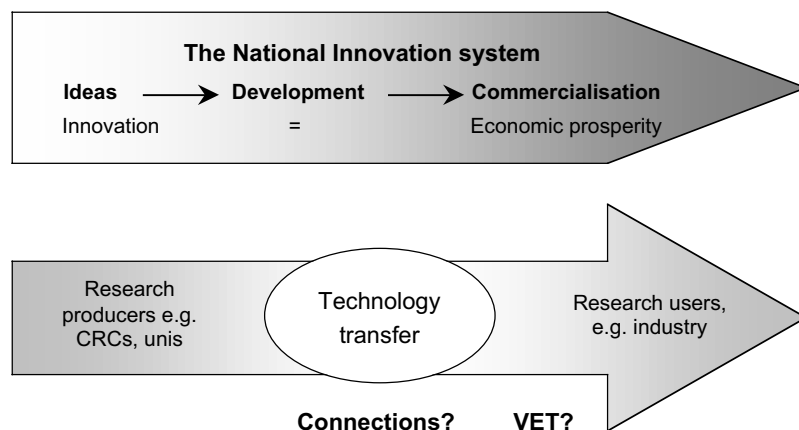 The National Innovation system
Ideas Development Commercialisation
Innovation = Economic prosperity
Research
producers e.g.
CRCs, unis
Technology
transfer
Research users,
e.g. industry
Connections? VET?